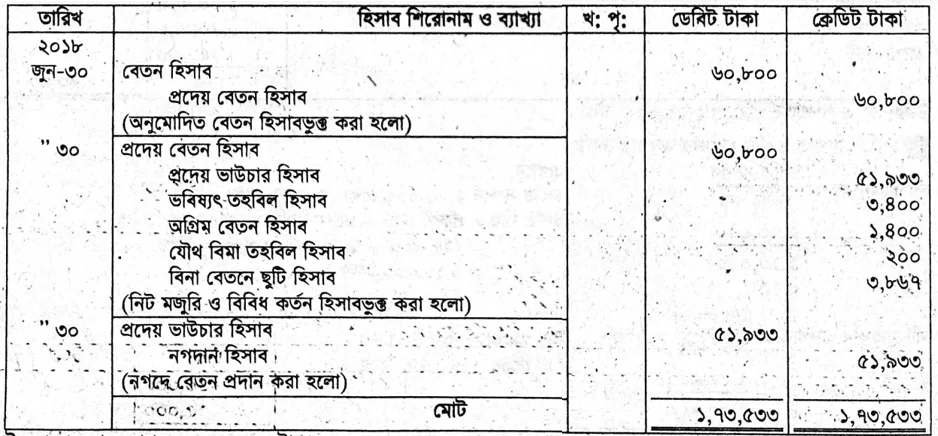 তারিখ হিসাব শিরোনাম ও ব্যাখ্যা খ: পৃ: ডেবিট টাকা ক্রেডিট টাকা
২০১৮
জুন-৩০ বেতন হিসাব ৬০,৮০০
প্রদেয় বেতন হিসাব ৬০,৮০০
(অনুমোদিত বেতন হিসাবভুক্ত করা হলো)
" ৩০ প্রদেয় বেতন হিসাব ৬০,৮০০
প্রদেয় ভাউচার হিসাব ৫১,৯৩৩
ভবিষ্যৎ তহবিল হিসাব ৩,৪০০
অগ্রিম বেতন হিসাব ১,৪০০
যৌথ বিমা তহবিল হিসাব ২০০
বিনা বেতনে ছুটি হিসাব ৩,৮৬৭
(নিট মজুরি ও বিবিধ কর্তন হিসাবভুক্ত করা হলো)
" ৩০ প্রদেয় ভাউচার হিসাব ৫১,৯৩৩
নগদান হিসাব ৫১,৯৩৩
(নগদে বেতন প্রদান করা হলো)
মোট ১,৭৩,৫৩৩ ১,৭৩,৫৩৩